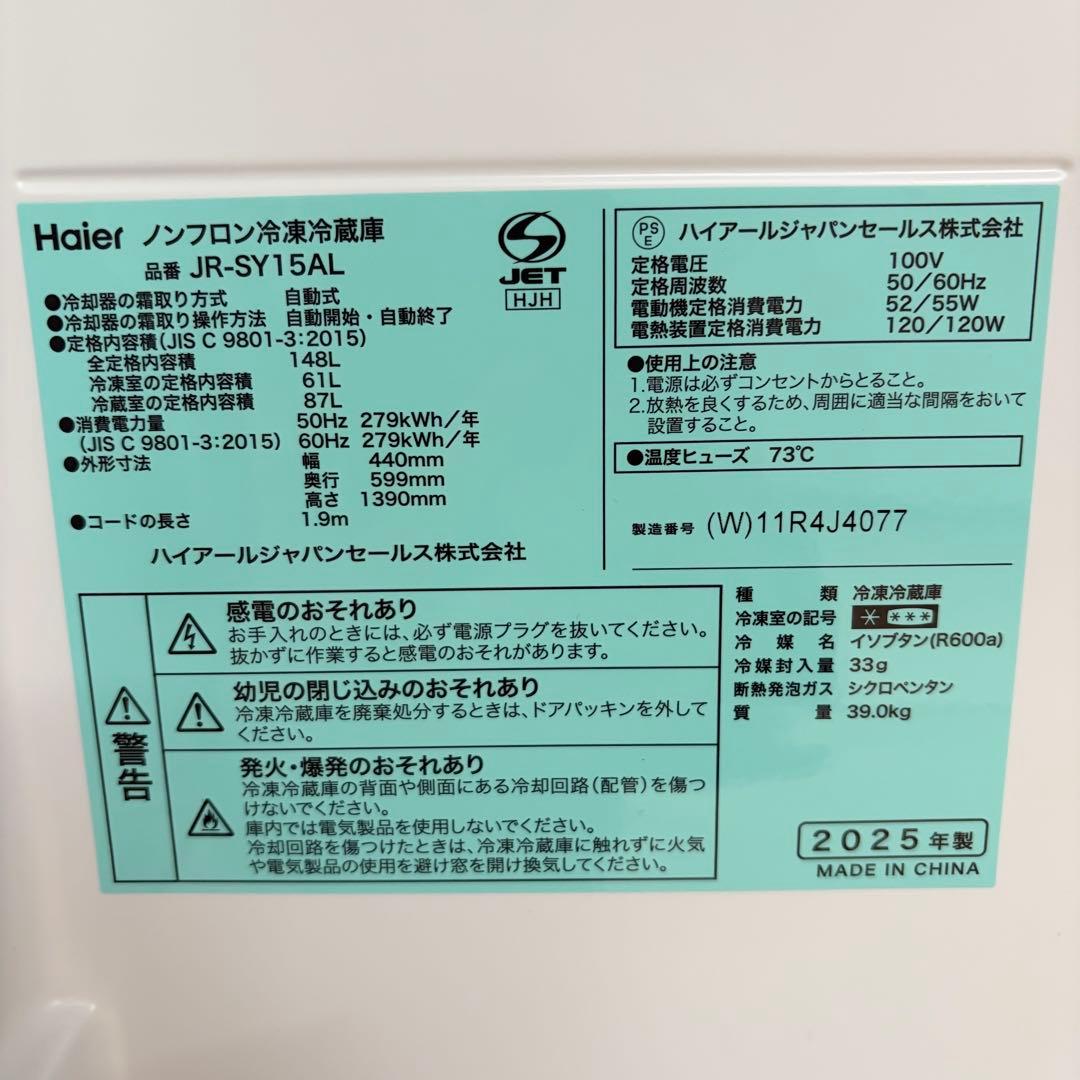 Haier ノンフロン冷凍冷蔵庫
品番 JR-SY15AL
JET
HJH
●冷却器の霜取り方式 自動式
●冷却器の霜取り操作方法 自動開始・自動終了
●定格内容積(JIS C 9801-3:2015)
全定格内容積 148L
冷凍室の定格内容積 61L
冷蔵室の定格内容積 87L
●消費電力量 50Hz 279kWh/年
(JIS C 9801-3:2015) 60Hz 279kWh/年
●外形寸法 幅 440mm
奥行 599mm
高さ 1390mm
●コードの長さ 1.9m
ハイアールジャパンセールス株式会社
PS E ハイアールジャパンセールス株式会社
定格電圧 100V
定格周波数 50/60Hz
電動機定格消費電力 52/55W
電熱装置定格消費電力 120/120W
●使用上の注意
1.電源は必ずコンセントからとること。
2.放熱を良くするため、周囲に適当な間隔をおいて
設置すること。
●温度ヒューズ 73℃
製造番号 (W)11R4J4077
警告
感電のおそれあり
お手入れのときには、必ず電源プラグを抜いてください。
抜かずに作業すると感電のおそれがあります。
幼児の閉じ込みのおそれあり
冷凍冷蔵庫を廃棄処分するときは、ドアパッキンを外して
ください。
発火・爆発のおそれあり
冷凍冷蔵庫の背面や側面にある冷却回路(配管)を傷つ
けないでください。
庫内では電気製品を使用しないでください。
冷却回路を傷つけたときは、冷凍冷蔵庫に触れずに火気
や電気製品の使用を避け窓を開け換気してください。
種類 冷凍冷蔵庫
冷凍室の記号 * ***
冷媒名 イソブタン(R600a)
冷媒封入量 33g
断熱発泡ガス シクロペンタン
質量 39.0kg
2025年製
MADE IN CHINA